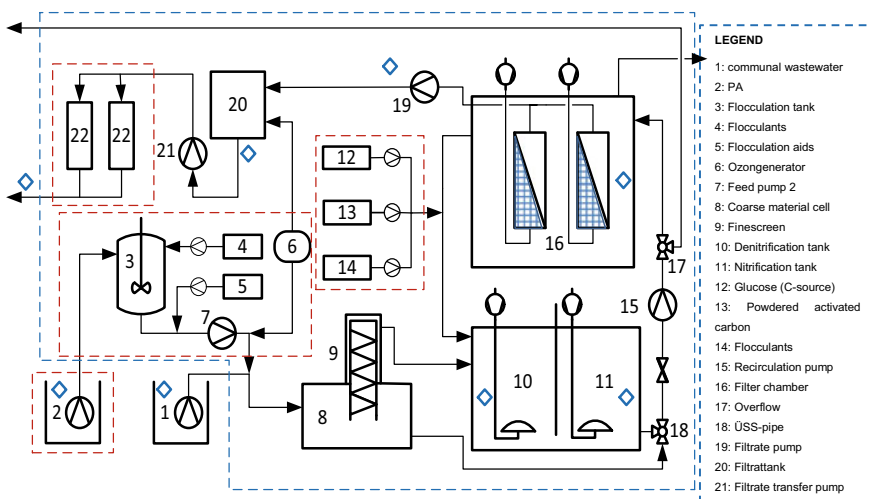 LEGEND
1: communal wastewater
2: PA
3: Flocculation tank
4: Flocculants
5: Flocculation aids
6: Ozongenerator
7: Feed pump 2
8: Coarse material cell
9: Finescreen
10: Denitrification tank
11: Nitrification tank
12: Glucose (C-source)
13: Powdered activated
carbon
14: Flocculants
15: Recirculation pump
16: Filter chamber
17: Overflow
18: ÜSS-pipe
19: Filtrate pump
20: Filtrattank
21: Filtrate transfer pump
22
22
21
20
19
12
13
14
16
17
15
3
4
5
6
7
9
10
11
2
1
8
18